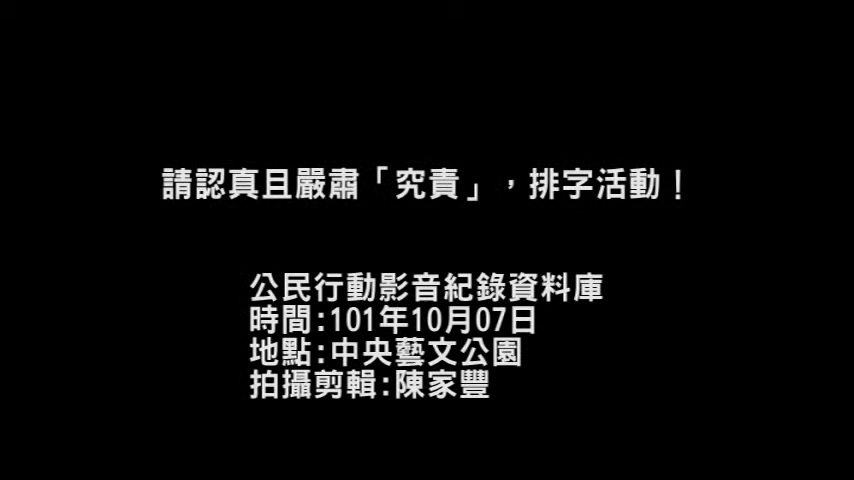 請認真且嚴肅「究責」，排字活動！
公民行動影音紀錄資料庫
時間:101年10月07日
地點:中央藝文公園
拍攝剪輯:陳家豐